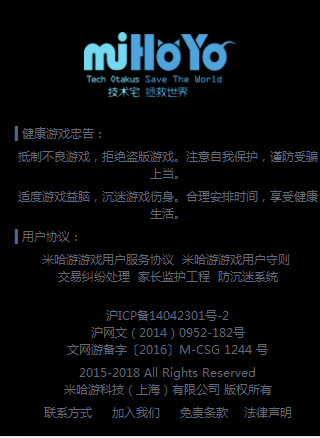 miHoYo
Tech Otakus Save The World
技术宅 拯救世界
健康游戏忠告：
抵制不良游戏，拒绝盗版游戏。注意自我保护，谨防受骗
上当。
适度游戏益脑，沉迷游戏伤身。合理安排时间，享受健康
生活。
用户协议：
米哈游游戏用户服务协议 米哈游游戏用户守则
交易纠纷处理 家长监护工程 防沉迷系统
沪ICP备14042301号-2
沪网文（2014）0952-182号
文网游备字〔2016〕M-CSG 1244 号
2015-2018 All Rights Reserved
米哈游科技（上海）有限公司 版权所有
联系方式 加入我们 免责条款 法律声明